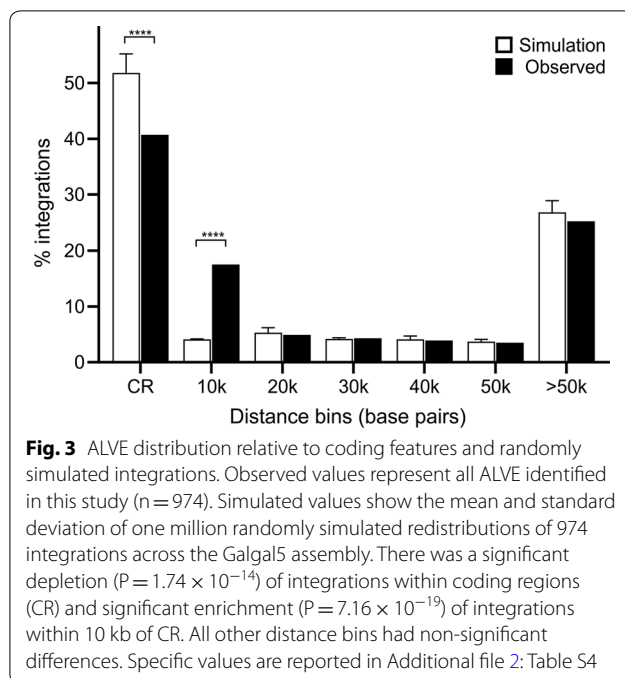 ****
****
Simulation
Observed
50
40
30
20
10
0
% integrations
CR 10k 20k 30k 40k 50k >50k
Distance bins (base pairs)
Fig. 3 ALVE distribution relative to coding features and randomly
simulated integrations. Observed values represent all ALVE identified
in this study (n = 974). Simulated values show the mean and standard
deviation of one million randomly simulated redistributions of 974
integrations across the Galgal5 assembly. There was a significant
depletion (P = 1.74 × 10⁻¹⁴) of integrations within coding regions
(CR) and significant enrichment (P = 7.16 × 10⁻¹⁹) of integrations
within 10 kb of CR. All other distance bins had non-significant
differences. Specific values are reported in Additional file 2: Table S4